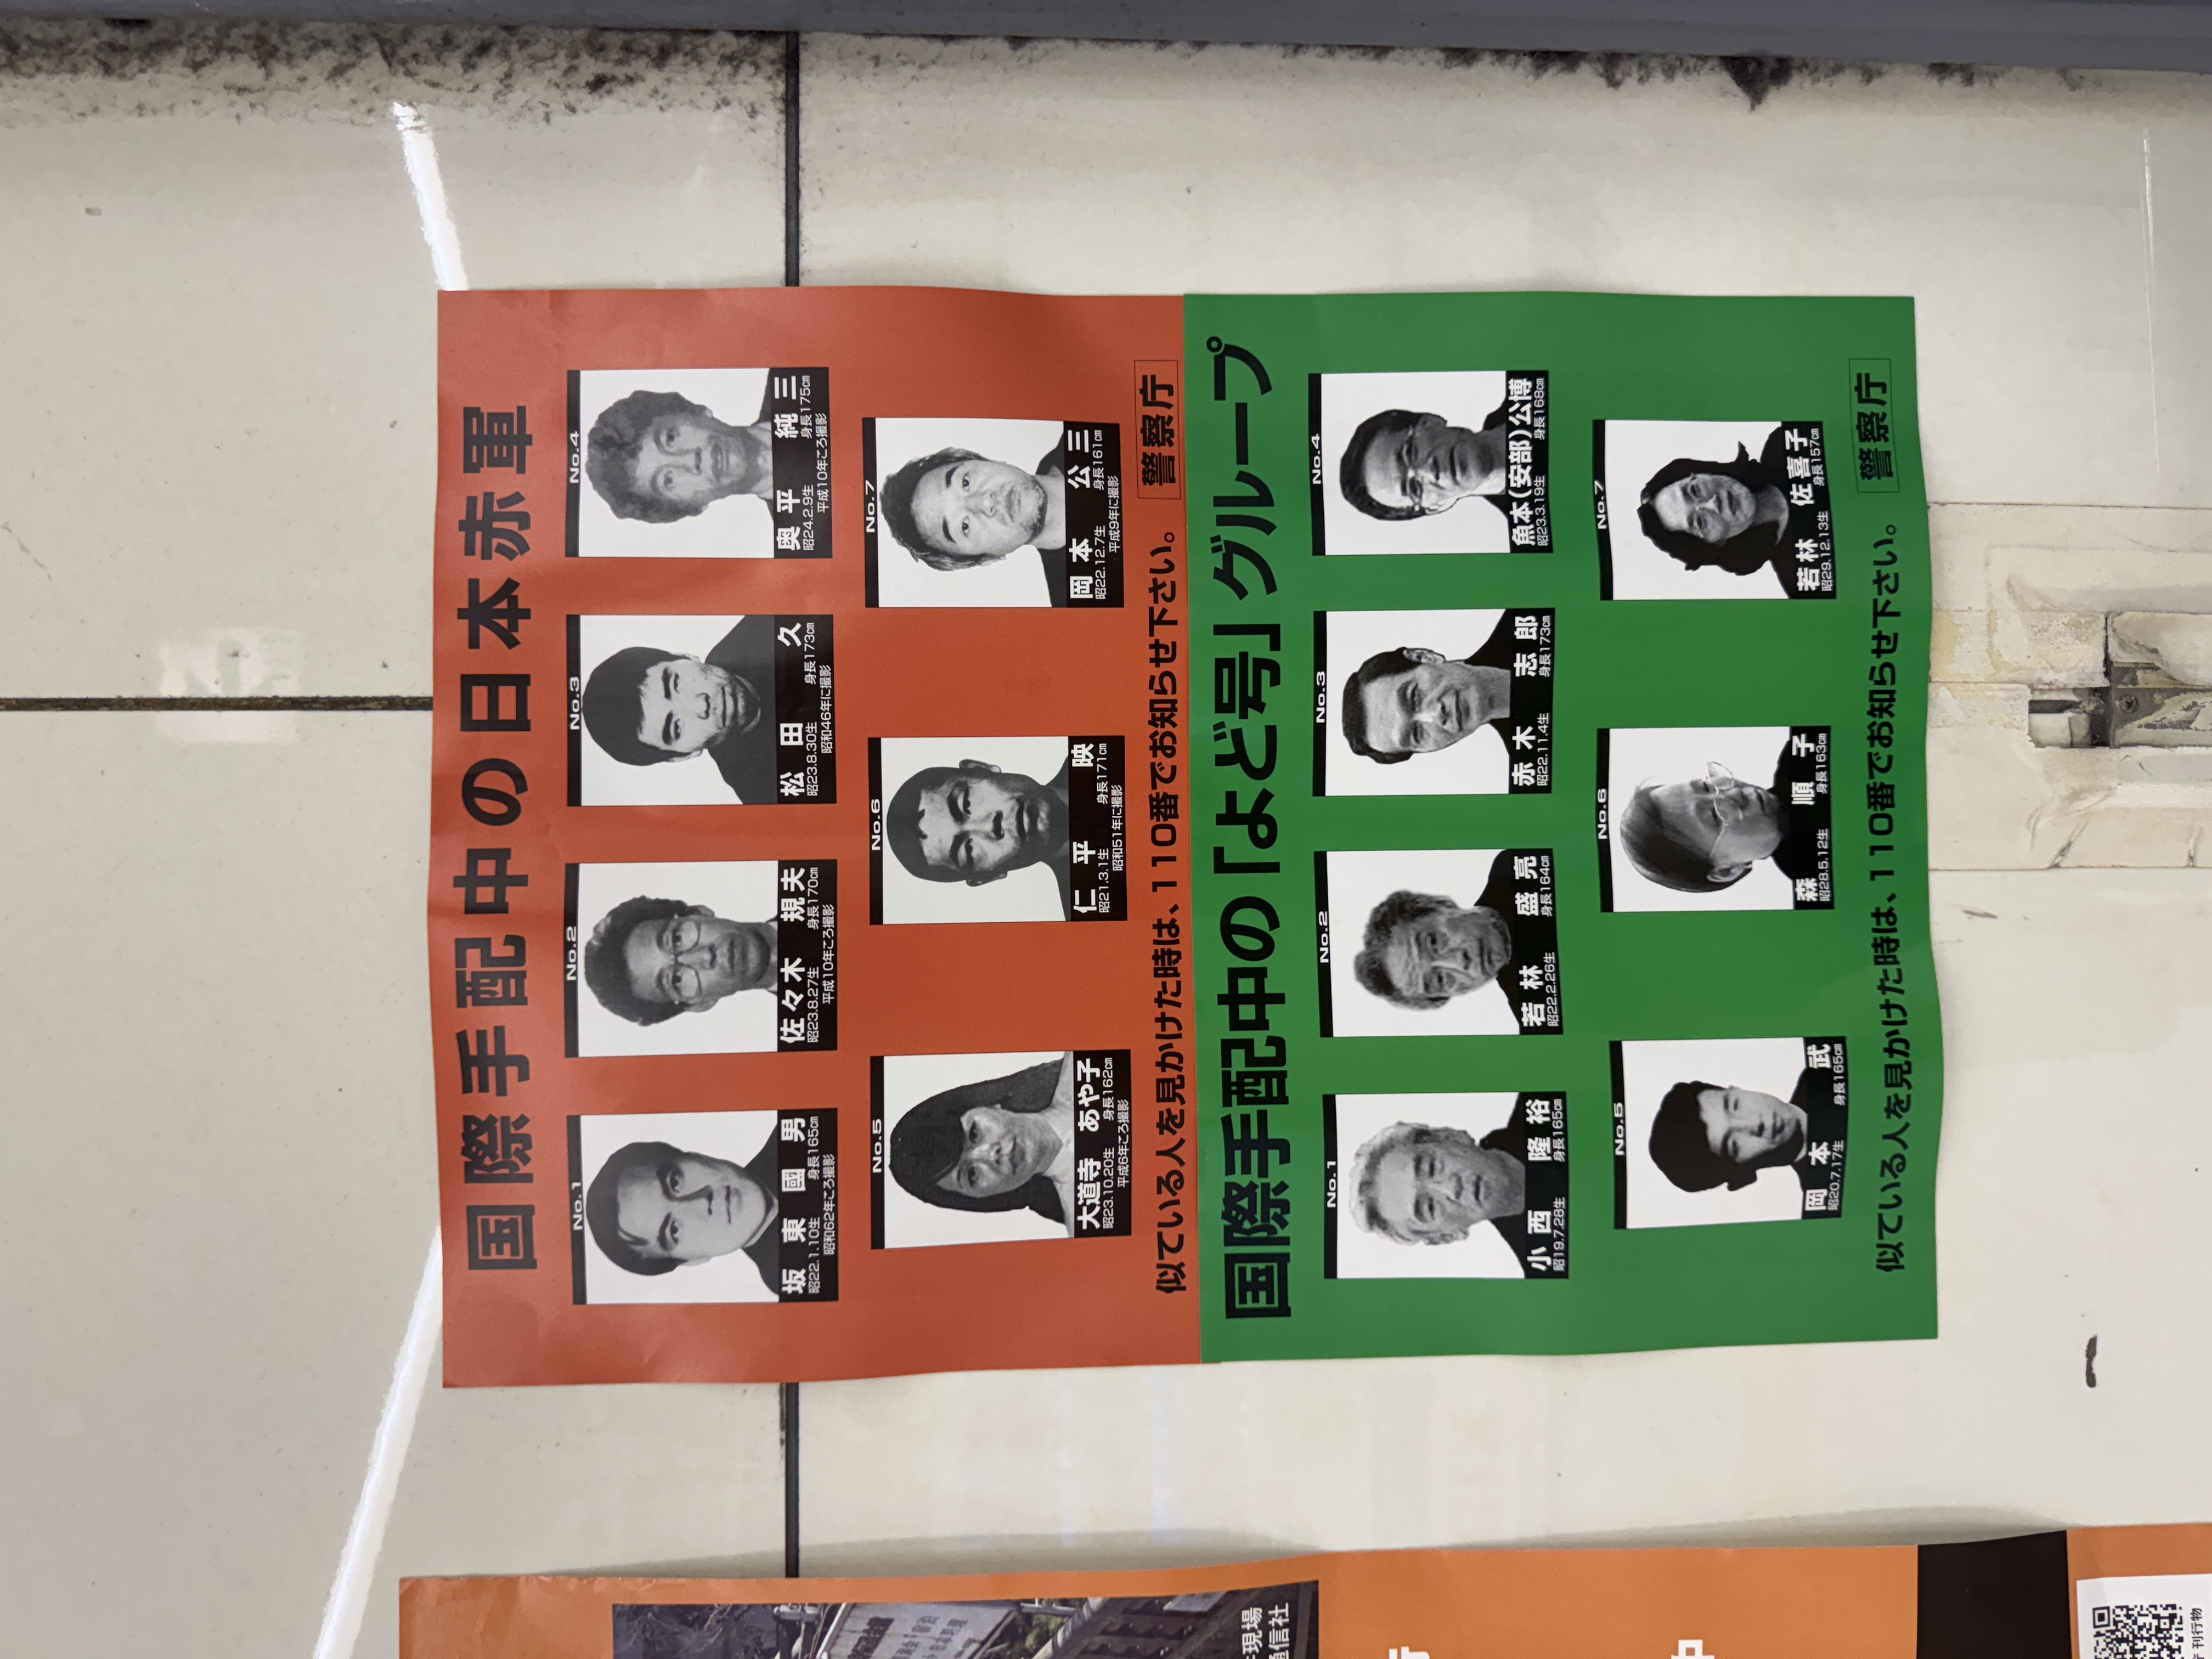 国際手配中の日本赤軍
No.1
坂東國男
昭22.1.10生 身長165cm
昭和62年ころ撮影
No.2
佐々木 規夫
昭23.8.27生 身長170cm
平成10年ころ撮影
No.3
松田 久
昭23.8.30生 身長173cm
昭和46年に撮影
No.4
奥平 純三
昭24.2.9生 身長175cm
平成10年ころ撮影
No.5
大道寺 あや子
昭23.10.20生 身長162cm
平成6年ころ撮影
No.6
仁平 映
昭21.3.1生 身長171cm
昭和51年に撮影
No.7
岡本 公三
昭22.12.7生 身長161cm
平成9年に撮影
似ている人を見かけた時は、110番でお知らせ下さい。 警察庁
国際手配中の「よど号」グループ
No.1
小西 隆裕
昭19.7.28生 身長165cm
No.2
若林 盛亮
昭22.2.26生 身長164cm
No.3
赤木 志郎
昭22.11.4生 身長173cm
No.4
魚本(安部)公博
昭23.3.19生 身長168cm
No.5
岡本 武
昭20.7.17生 身長165cm
No.6
森 順子
昭28.5.12生 身長163cm
No.7
若林 佐喜子
昭29.12.13生 身長157cm
似ている人を見かけた時は、110番でお知らせ下さい。 警察庁
現場
通信社
行
中
庁 刊行物